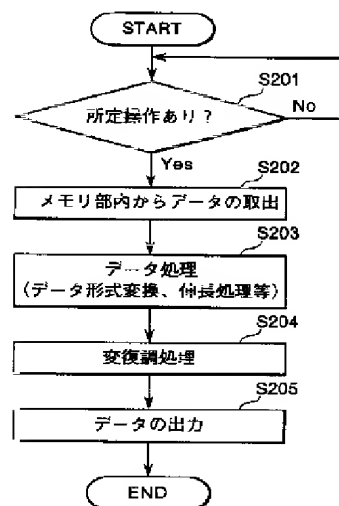 START
S201
所定操作あり？
No
Yes
S202
メモリ部内からデータの取出
S203
データ処理
（データ形式変換、伸長処理等）
S204
変復調処理
S205
データの出力
END